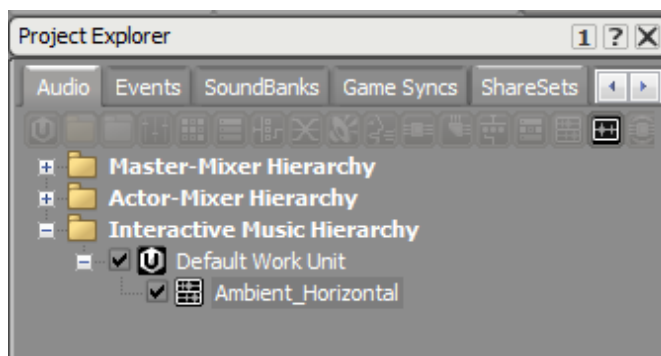 Project Explorer 1 ? X
Audio Events SoundBanks Game Syncs ShareSets
Master-Mixer Hierarchy
Actor-Mixer Hierarchy
Interactive Music Hierarchy
Default Work Unit
Ambient_Horizontal